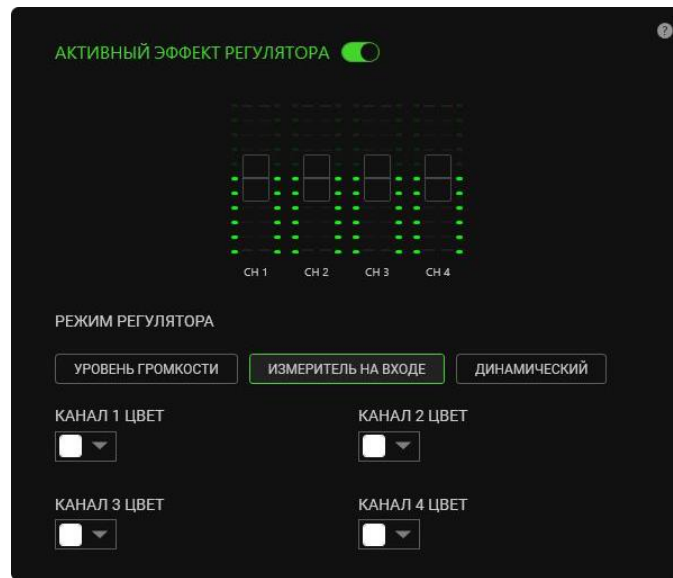 ?
АКТИВНЫЙ ЭФФЕКТ РЕГУЛЯТОРА
CH 1 CH 2 CH 3 CH 4
РЕЖИМ РЕГУЛЯТОРА
УРОВЕНЬ ГРОМКОСТИ ИЗМЕРИТЕЛЬ НА ВХОДЕ ДИНАМИЧЕСКИЙ
КАНАЛ 1 ЦВЕТ КАНАЛ 2 ЦВЕТ
КАНАЛ 3 ЦВЕТ КАНАЛ 4 ЦВЕТ